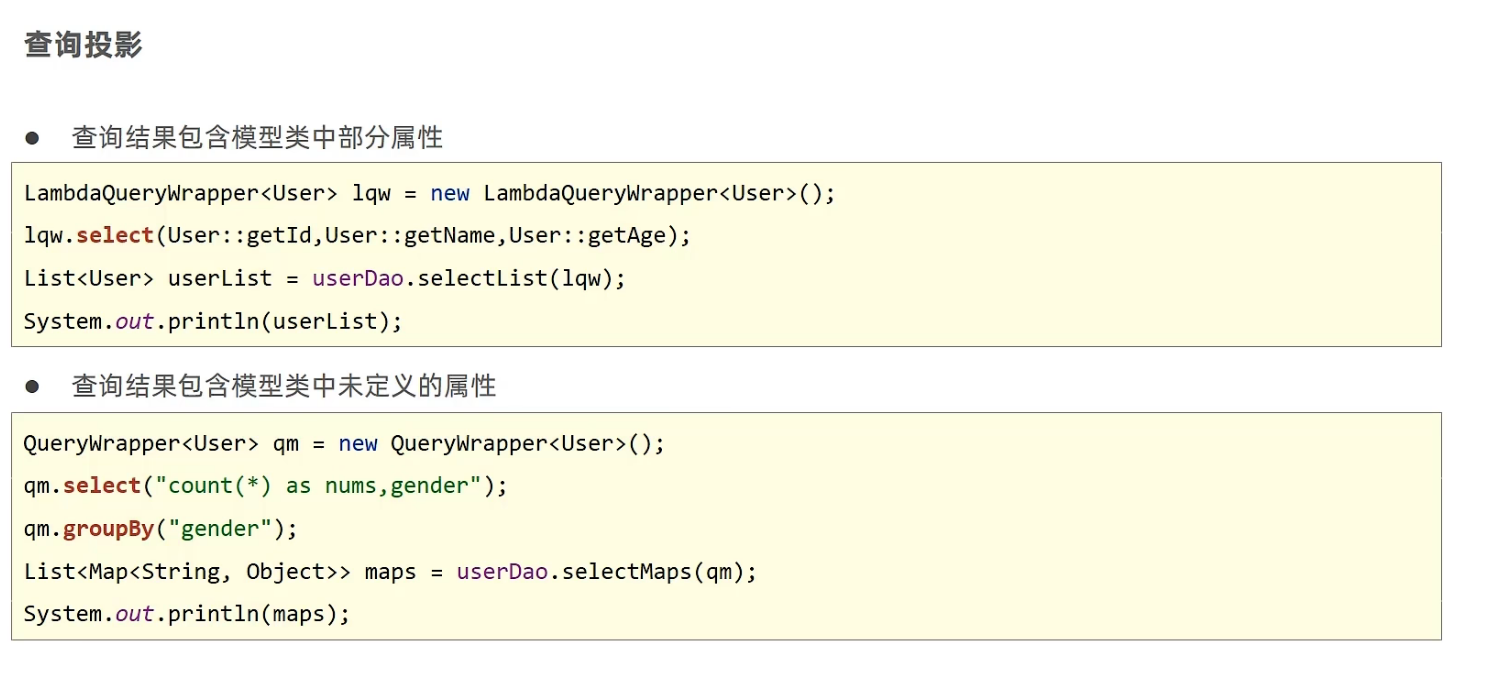 查询投影
● 查询结果包含模型类中部分属性
LambdaQueryWrapper<User> lqw = new LambdaQueryWrapper<User>();
lqw.select(User::getId,User::getName,User::getAge);
List<User> userList = userDao.selectList(lqw);
System.out.println(userList);
● 查询结果包含模型类中未定义的属性
QueryWrapper<User> qm = new QueryWrapper<User>();
qm.select("count(*) as nums,gender");
qm.groupBy("gender");
List<Map<String, Object>> maps = userDao.selectMaps(qm);
System.out.println(maps);